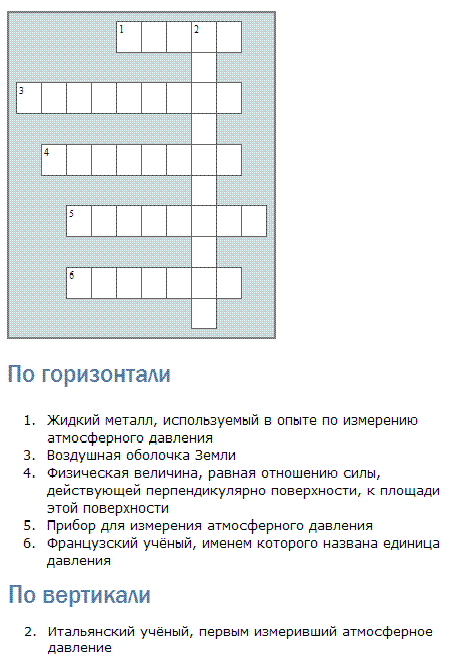 1 2
3
4
5
6
По горизонтали
1. Жидкий металл, используемый в опыте по измерению
атмосферного давления
3. Воздушная оболочка Земли
4. Физическая величина, равная отношению силы,
действующей перпендикулярно поверхности, к площади
этой поверхности
5. Прибор для измерения атмосферного давления
6. Французский учёный, именем которого названа единица
давления
По вертикали
2. Итальянский учёный, первым измеривший атмосферное
давление